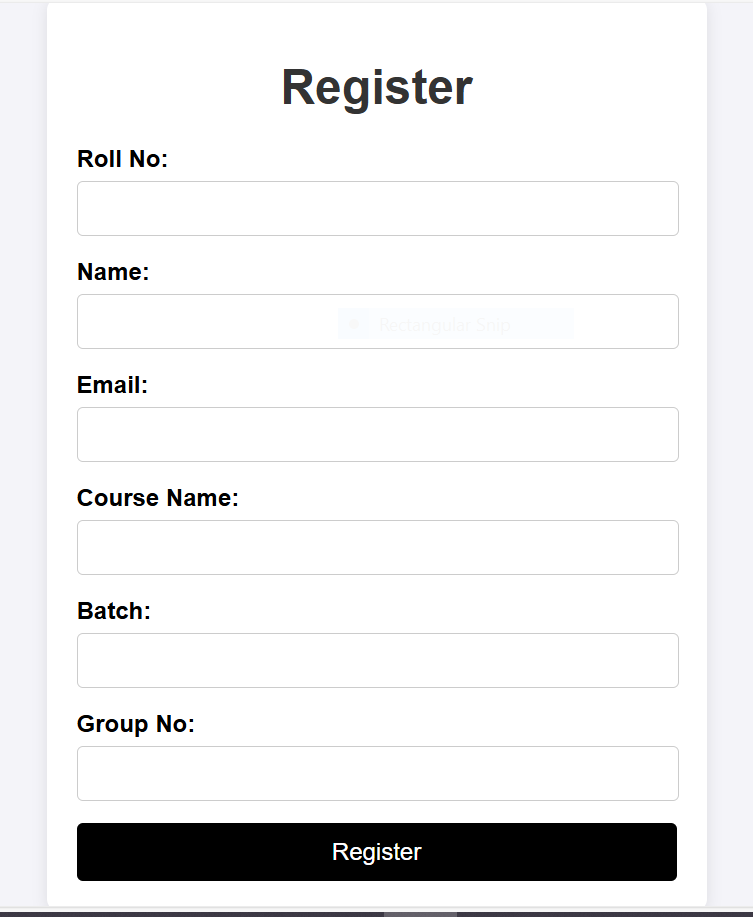 Register
Roll No:
Name:
Rectangular Snip
Email:
Course Name:
Batch:
Group No:
Register